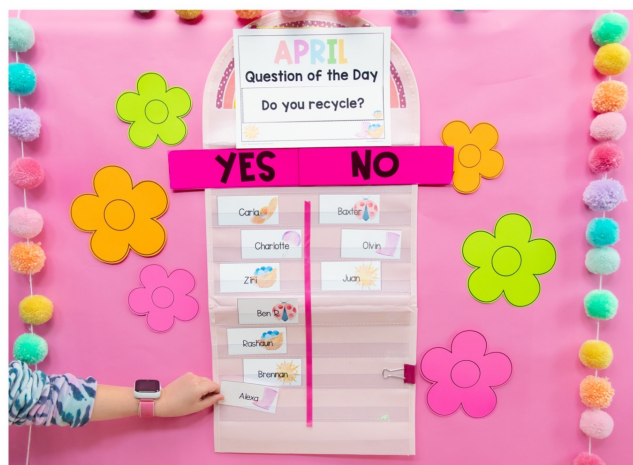 APRIL
Question of the Day
Do you recycle?
YES NO
Carla
Baxter
Charlotte
Olvin
Ziri
Juan
Ben R
Rashaun
Brennan
Alexa